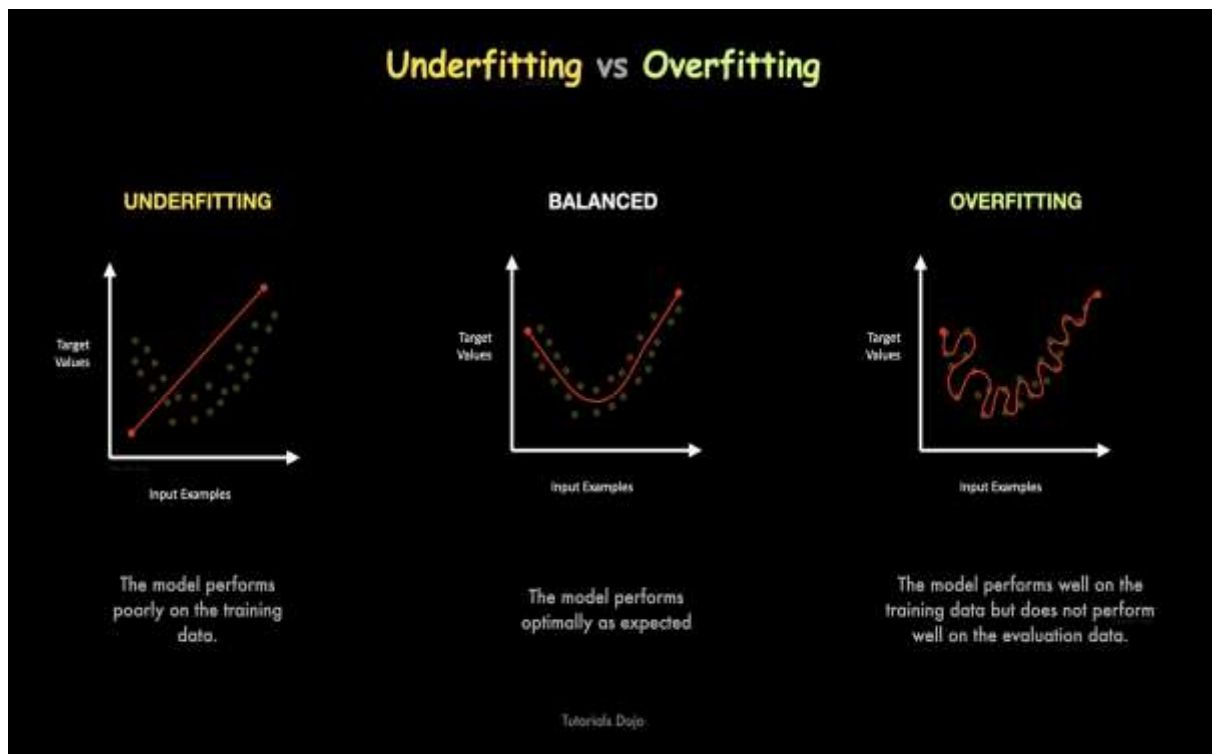 Underfitting vs Overfitting
UNDERFITTING
Target
Values
Input Examples
The model performs
poorly on the training
data.
BALANCED
Target
Values
Input Examples
The model performs
optimally as expected
OVERFITTING
Target
Values
Input Examples
The model performs well on the
training data but does not perform
well on the evaluation data.
Tutorials Dojo